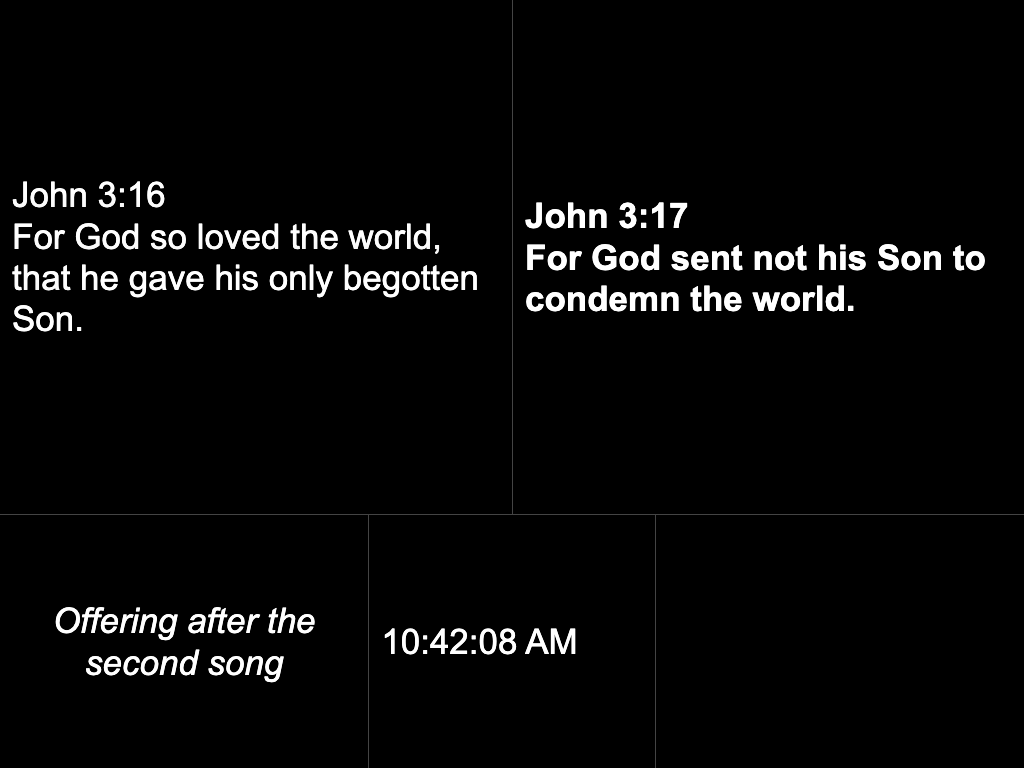 John 3:16
For God so loved the world,
that he gave his only begotten
Son.
John 3:17
For God sent not his Son to
condemn the world.
Offering after the
second song
10:42:08 AM